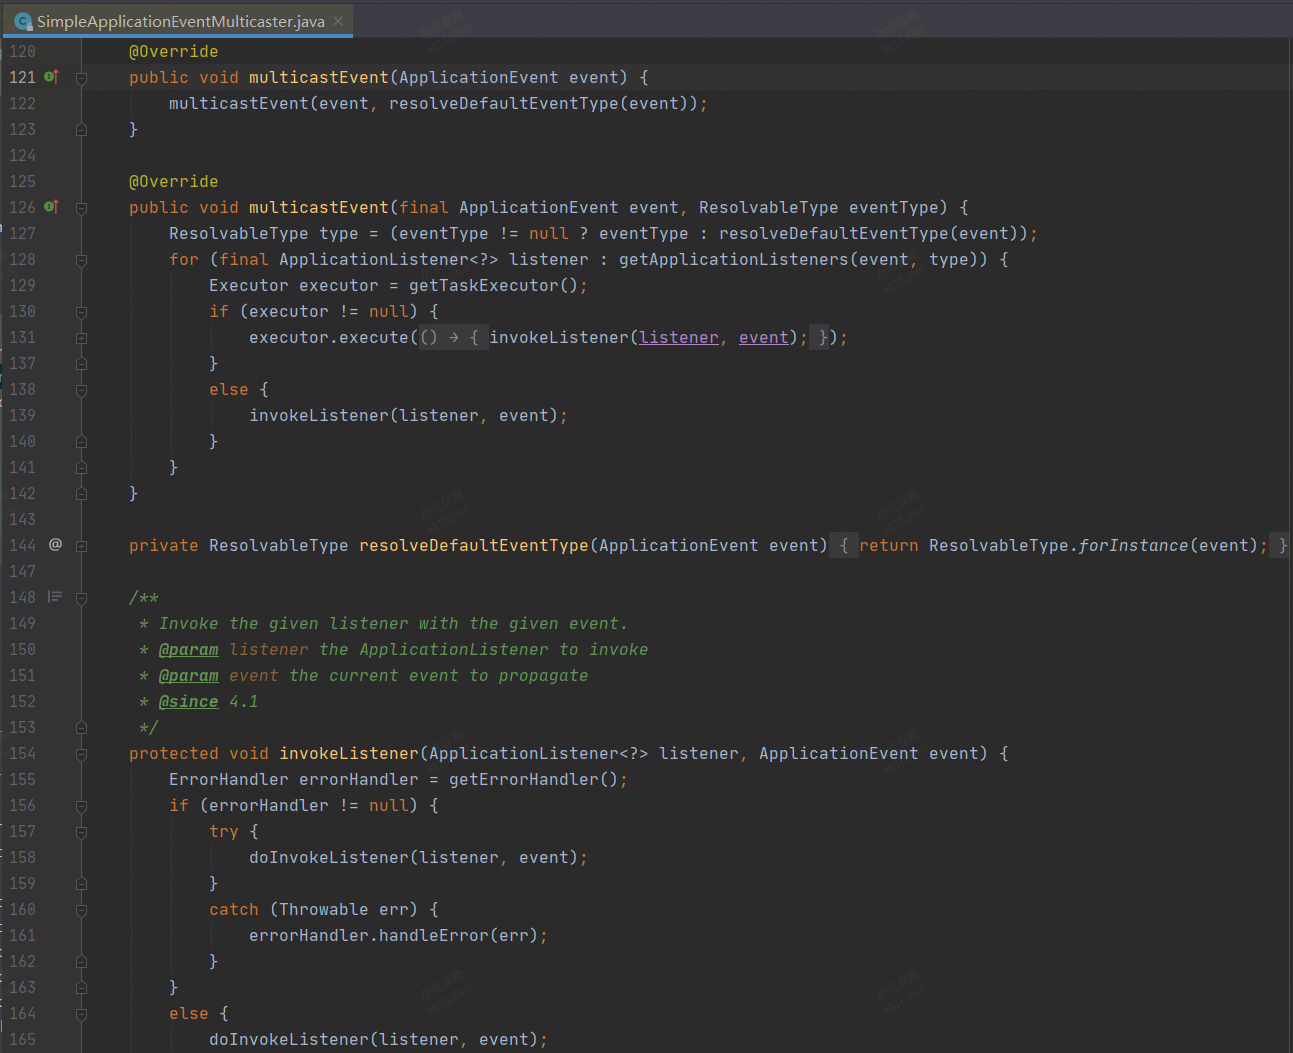 SimpleApplicationEventMulticaster.java
120 @Override
121 public void multicastEvent(ApplicationEvent event) {
122 multicastEvent(event, resolveDefaultEventType(event));
123 }
124
125 @Override
126 public void multicastEvent(final ApplicationEvent event, ResolvableType eventType) {
127 ResolvableType type = (eventType != null ? eventType : resolveDefaultEventType(event));
128 for (final ApplicationListener<?> listener : getApplicationListeners(event, type)) {
129 Executor executor = getTaskExecutor();
130 if (executor != null) {
131 executor.execute(() → { invokeListener(listener, event); });
137 }
138 else {
139 invokeListener(listener, event);
140 }
141 }
142 }
143
144 @ private ResolvableType resolveDefaultEventType(ApplicationEvent event) { return ResolvableType.forInstance(event); }
147
148 /**
149 * Invoke the given listener with the given event.
150 * @param listener the ApplicationListener to invoke
151 * @param event the current event to propagate
152 * @since 4.1
153 */
154 protected void invokeListener(ApplicationListener<?> listener, ApplicationEvent event) {
155 ErrorHandler errorHandler = getErrorHandler();
156 if (errorHandler != null) {
157 try {
158 doInvokeListener(listener, event);
159 }
160 catch (Throwable err) {
161 errorHandler.handleError(err);
162 }
163 }
164 else {
165 doInvokeListener(listener, event);